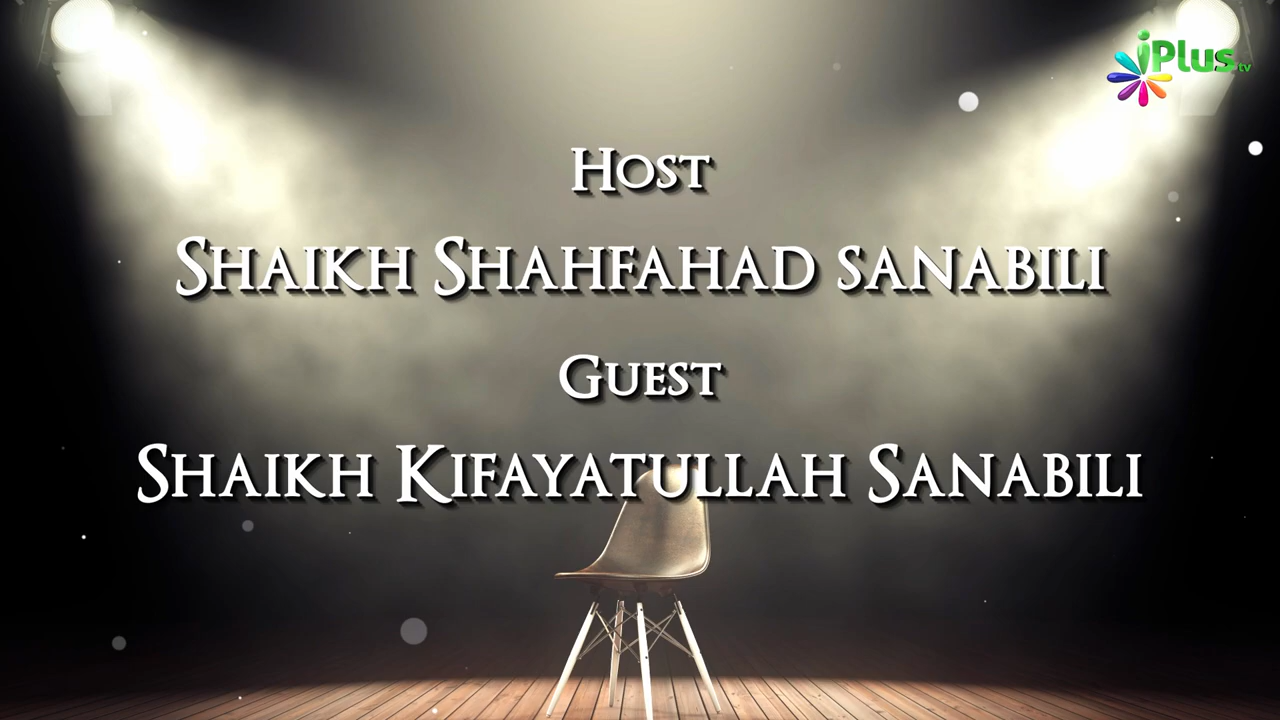 iPlus tv
Host
Shaikh Shahfahad sanabili
Guest
Shaikh Kifayatullah Sanabili